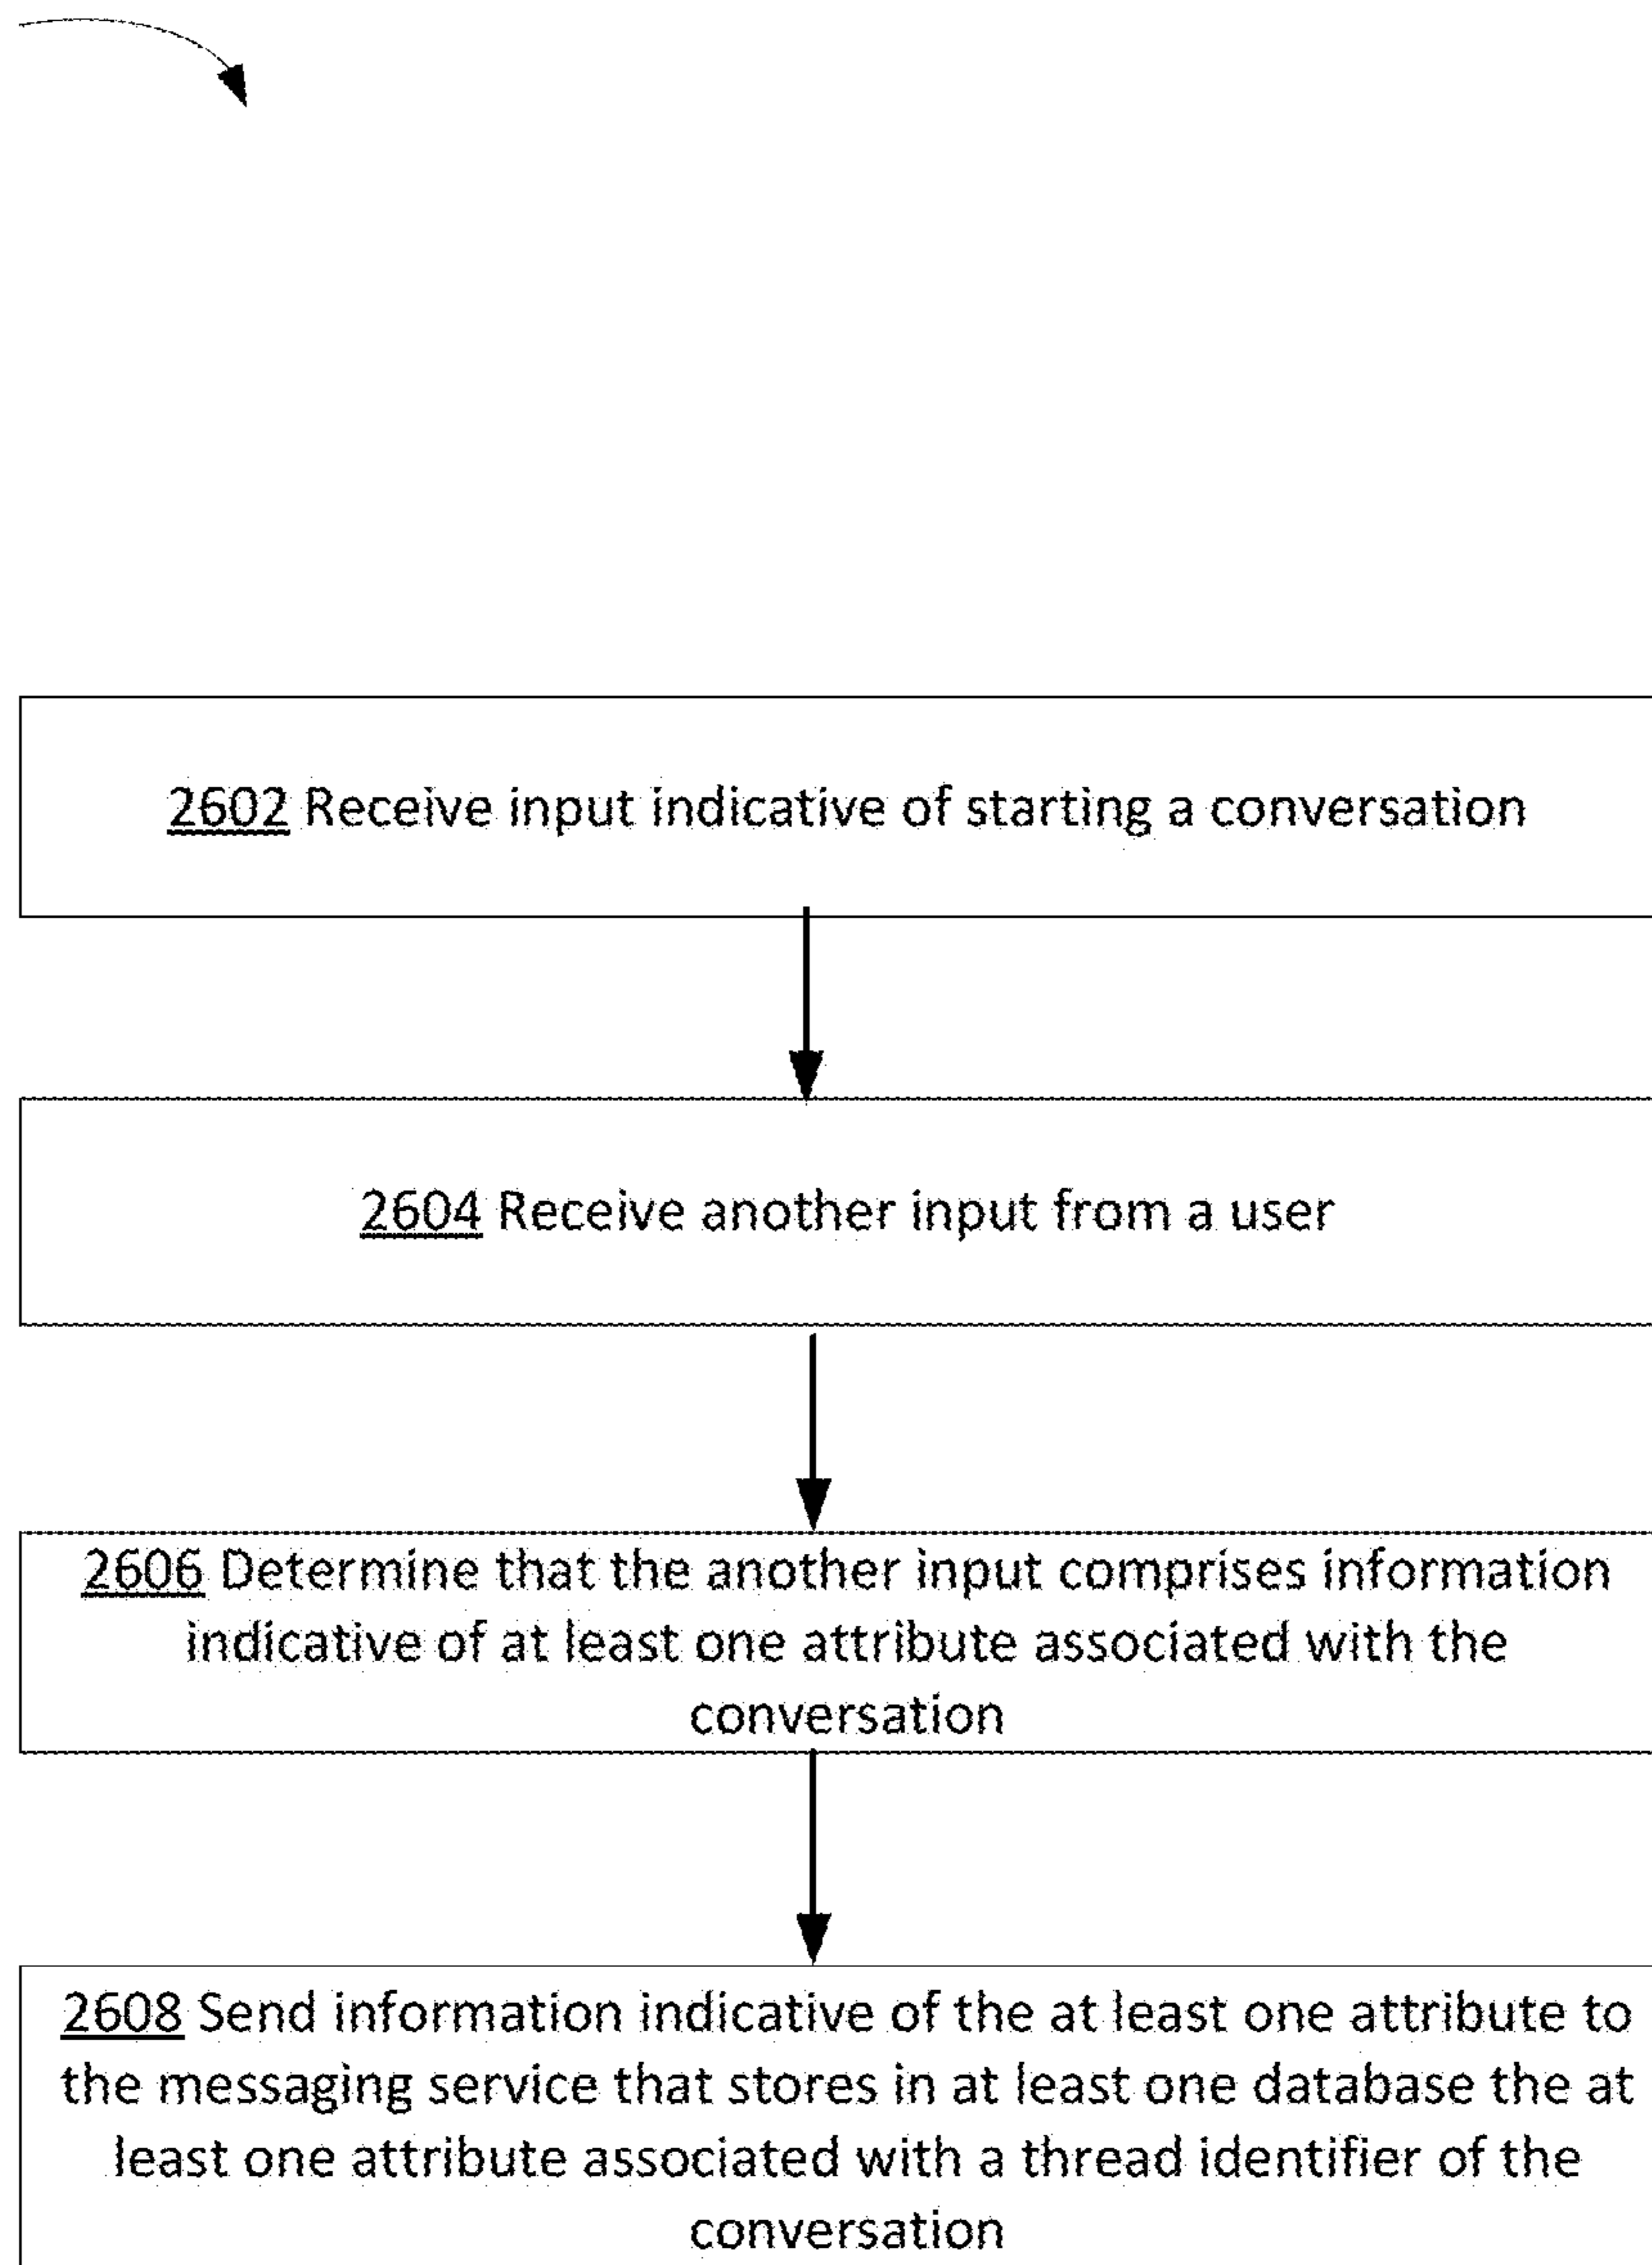 2602 Receive input indicative of starting a conversation
2604 Receive another input from a user
2606 Determine that the another input comprises information
indicative of at least one attribute associated with the
conversation
2608 Send information indicative of the at least one attribute to
the messaging service that stores in at least one database the at
least one attribute associated with a thread identifier of the
conversation